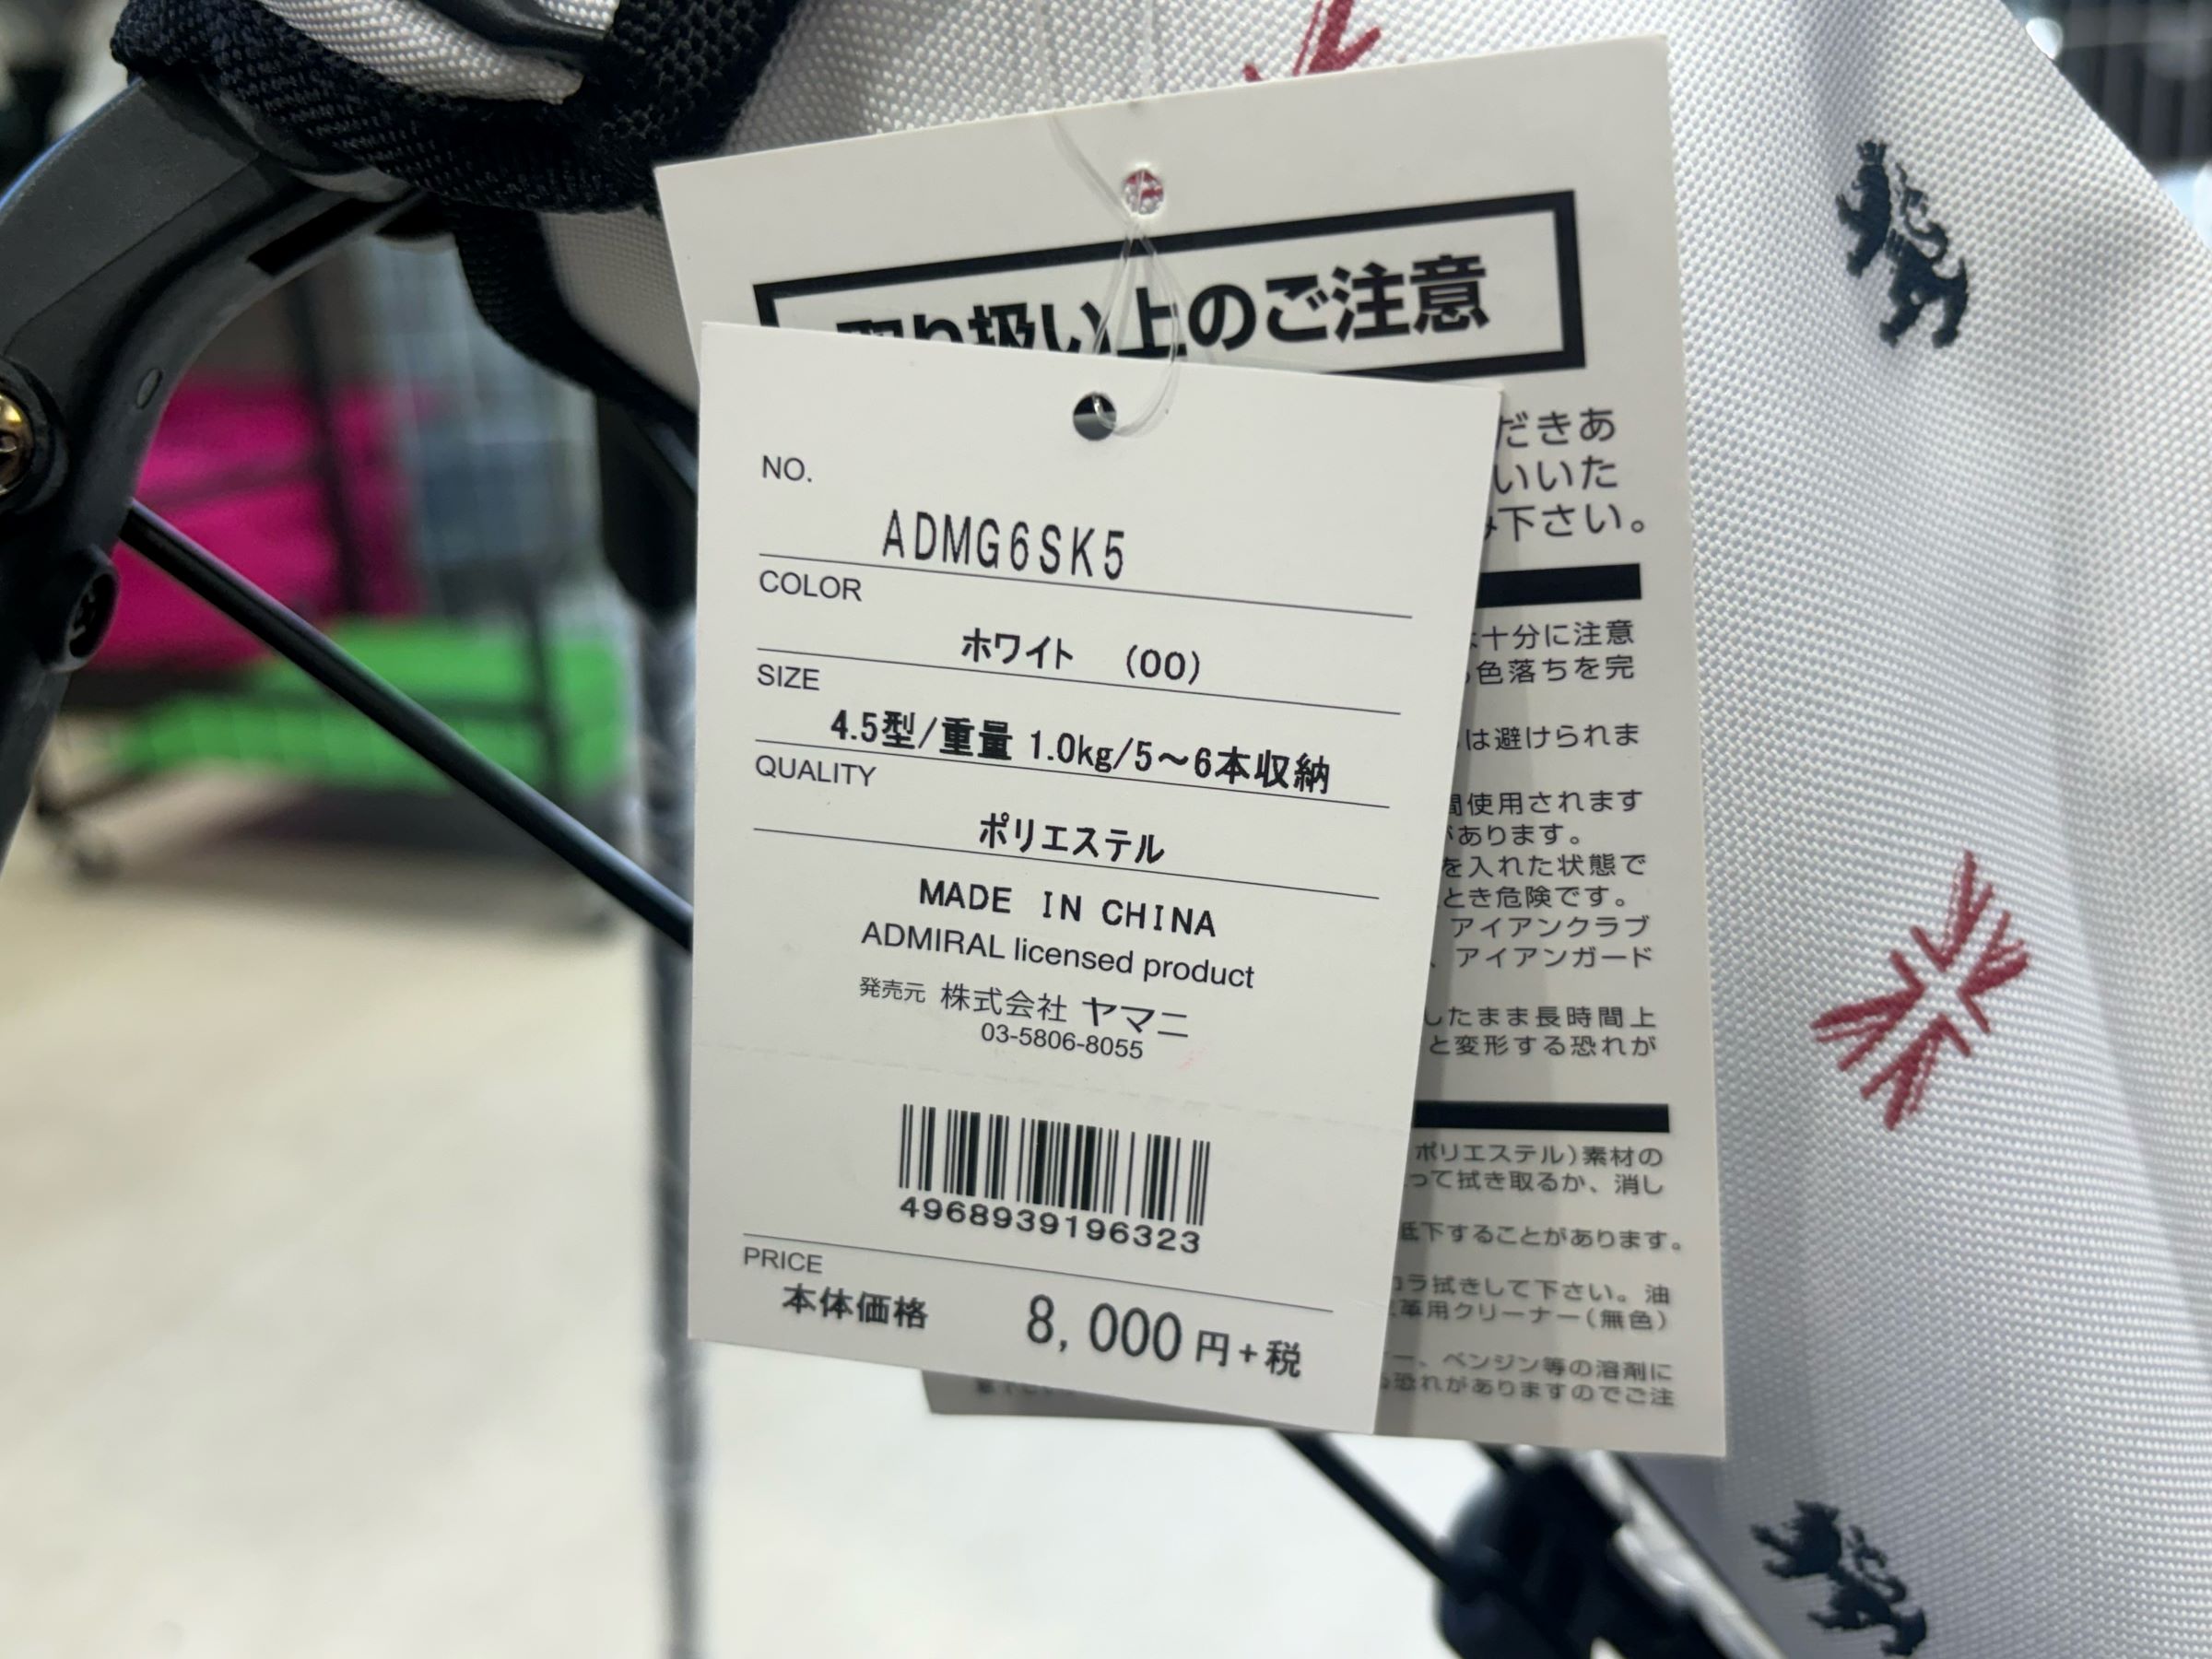 取り扱い上のご注意
だきあ
いいた
下さい。
十分に注意
色落ちを完
は避けられま
間使用されます
があります。
を入れた状態で
とき危険です。
アイアンクラブ
、アイアンガード
したまま長時間上
と変形する恐れが
ポリエステル)素材の
って拭き取るか、消し
低下することがあります。
カラ拭きして下さい。油
革用クリーナー(無色)
ー、ベンジン等の溶剤に
恐れがありますのでご注
NO.
ADMG6SK5
COLOR
ホワイト (00)
SIZE
4.5型/重量 1.0kg/5〜6本収納
QUALITY
ポリエステル
MADE IN CHINA
ADMIRAL licensed product
発売元 株式会社 ヤマニ
03-5806-8055
4968939196323
PRICE
本体価格 8,000円+税